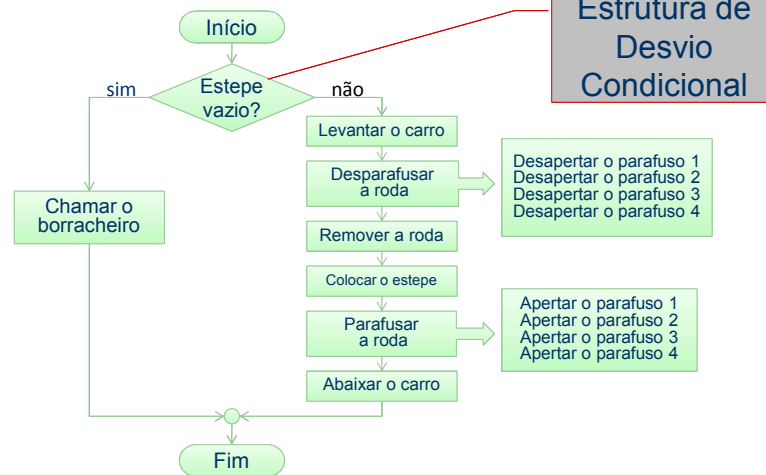 Estrutura de
Desvio
Condicional
Início
Estepe
vazio?
sim
não
Levantar o carro
Desparafusar
a roda
Desapertar o parafuso 1
Desapertar o parafuso 2
Desapertar o parafuso 3
Desapertar o parafuso 4
Chamar o
borracheiro
Remover a roda
Colocar o estepe
Parafusar
a roda
Apertar o parafuso 1
Apertar o parafuso 2
Apertar o parafuso 3
Apertar o parafuso 4
Abaixar o carro
Fim